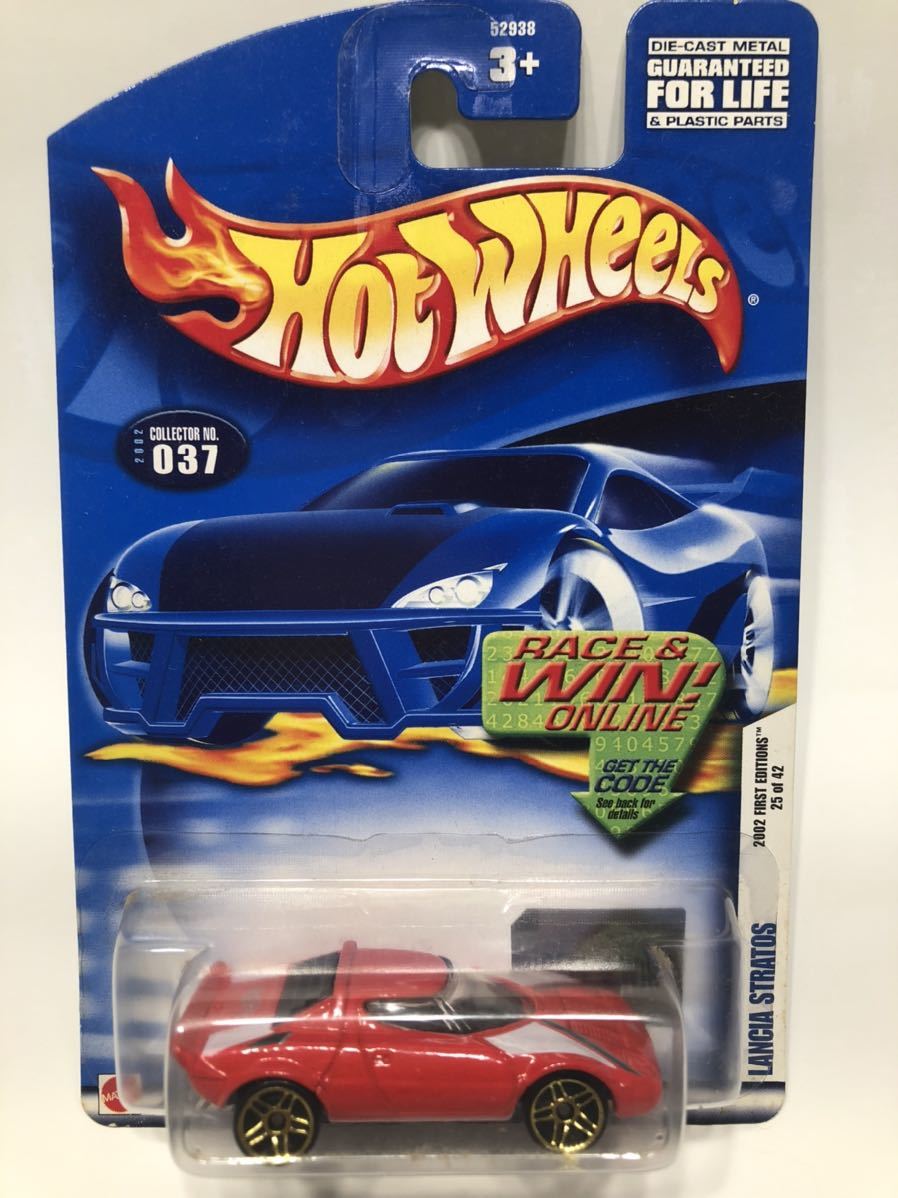 52938
3+
DIE-CAST METAL
GUARANTEED
FOR LIFE
& PLASTIC PARTS
HOT WHEELS
®
2002
COLLECTOR NO.
037
RACE &
WIN!
ONLINE
GET THE
CODE
See back for
details
2002 FIRST EDITIONS™
25 of 42
LANCIA STRATOS